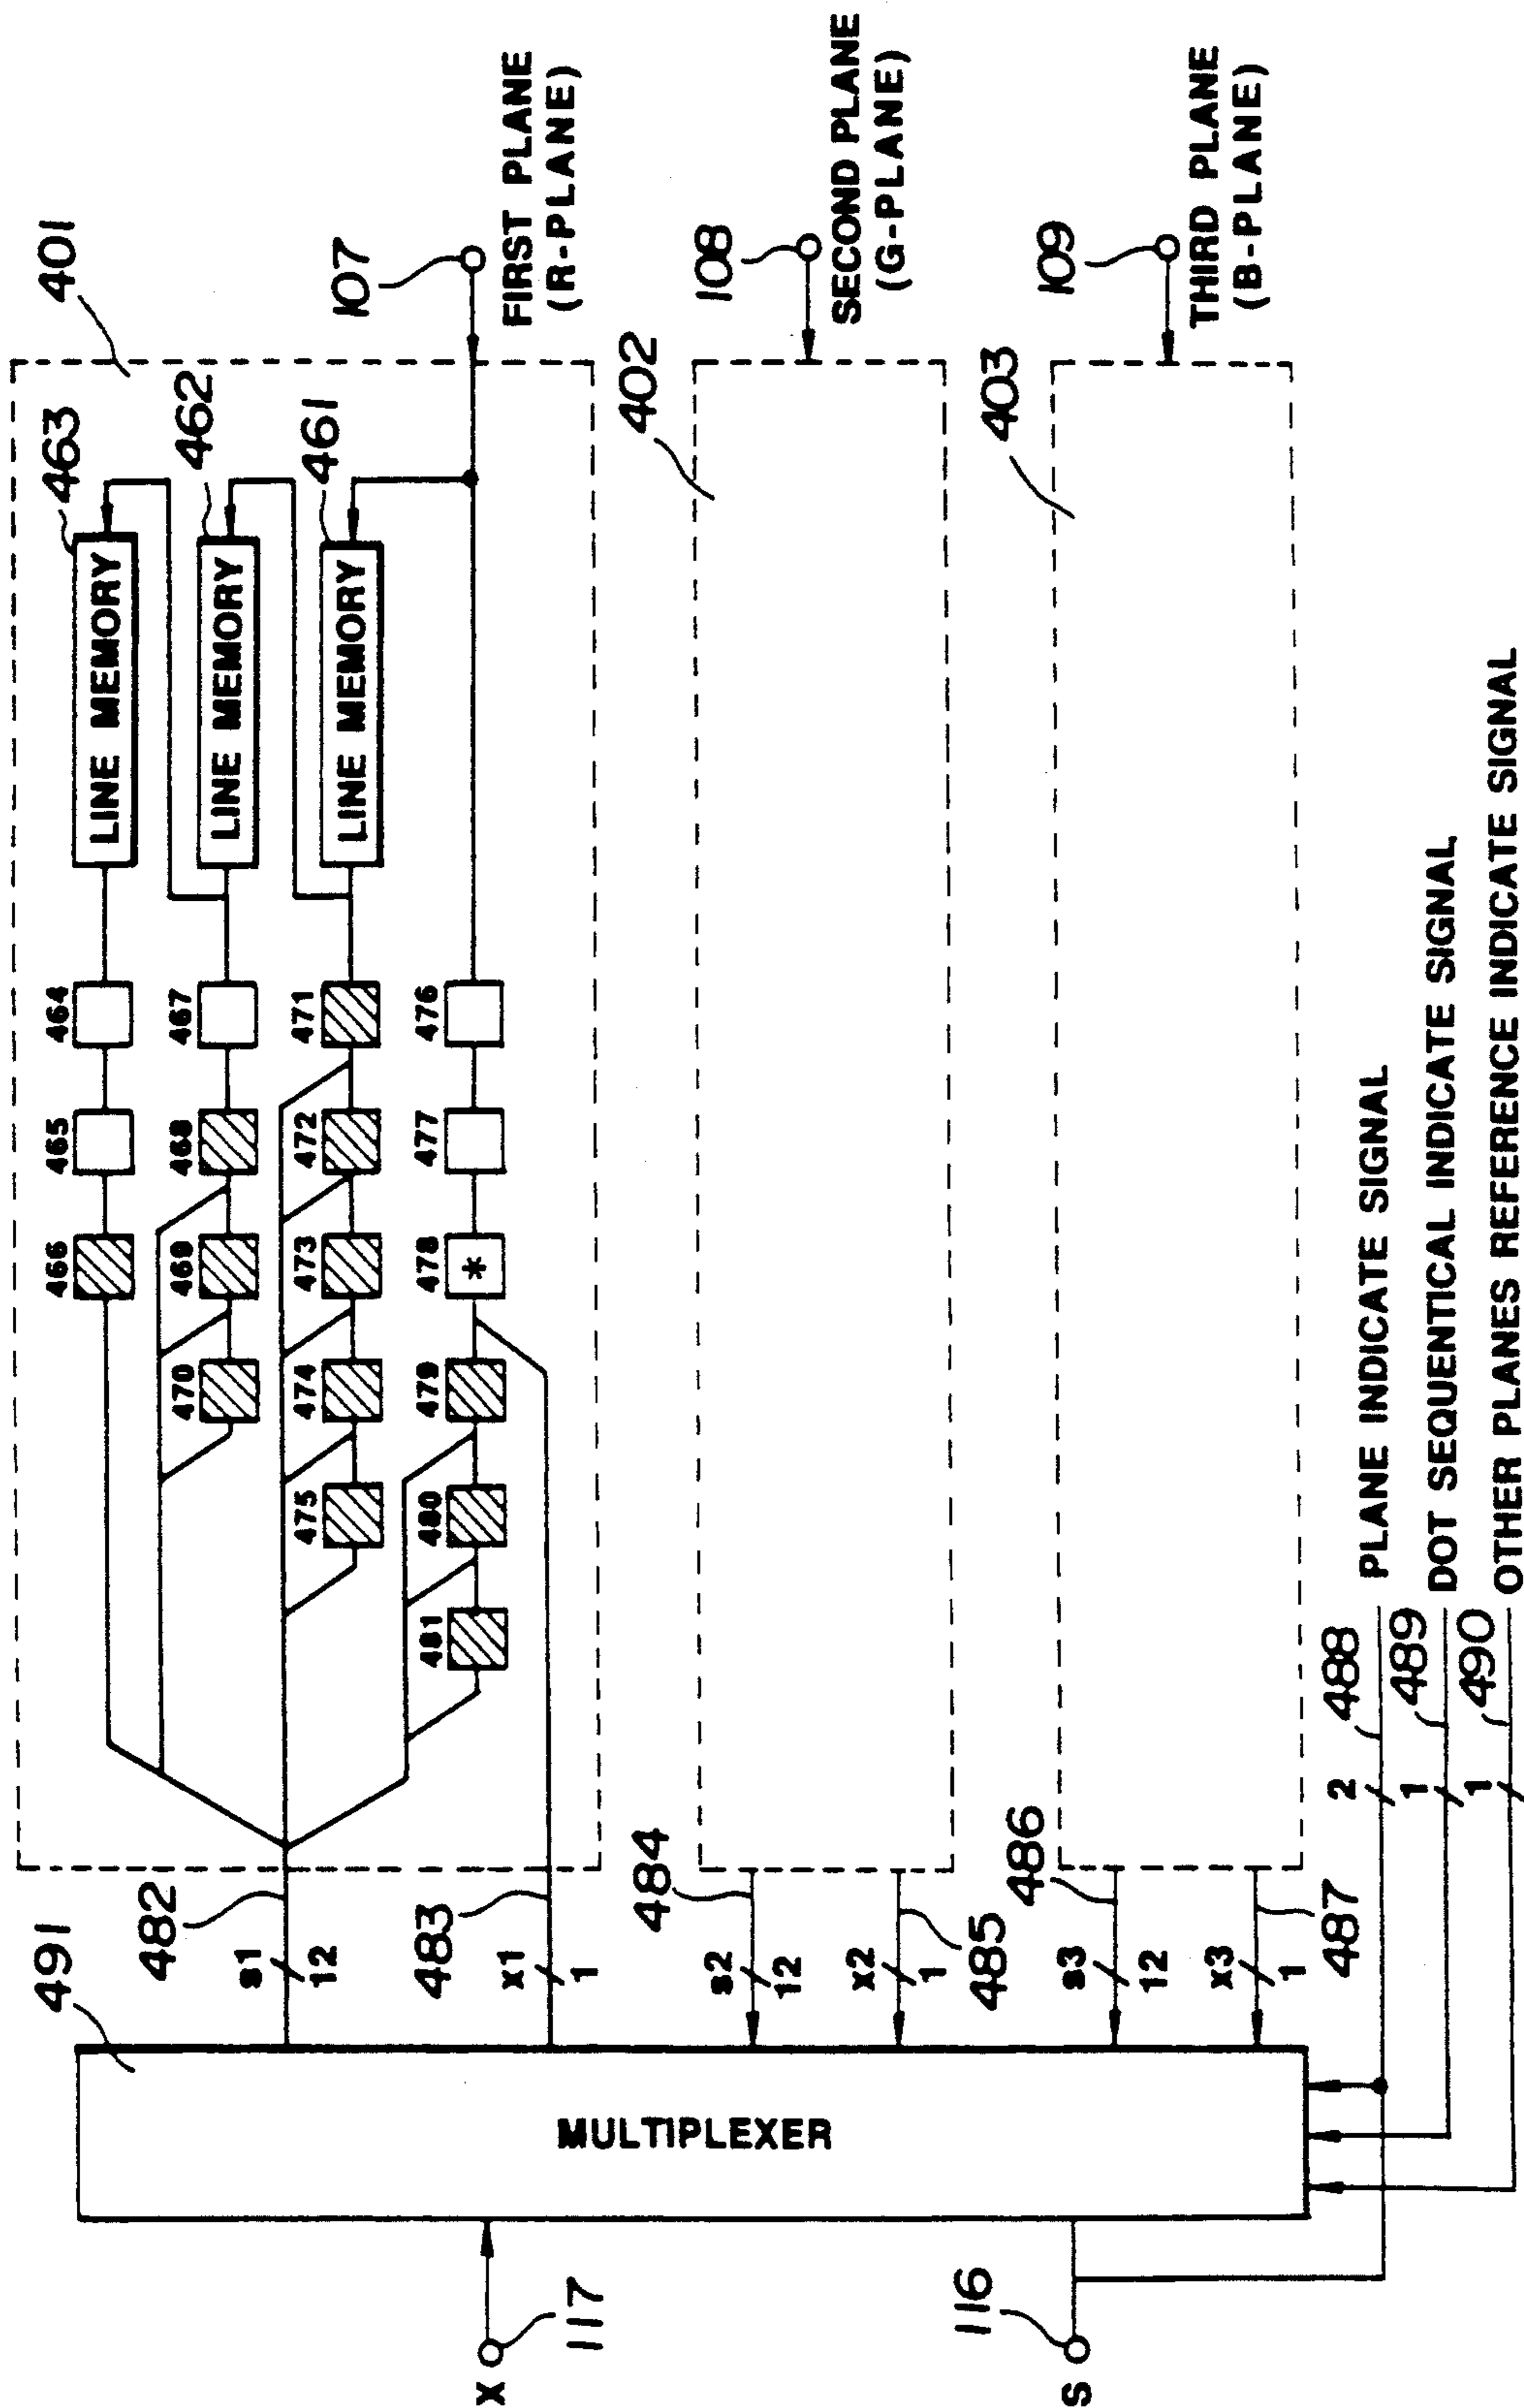 401
463
LINE MEMORY
462
LINE MEMORY
461
LINE MEMORY
107
FIRST PLANE
(R-PLANE)
464
465
466
467
468
469
470
471
472
473
474
475
476
477
478
*
479
480
481
402
108
SECOND PLANE
(G-PLANE)
403
109
THIRD PLANE
(B-PLANE)
491
MULTIPLEXER
482
s1
12
483
x1
1
484
s2
12
x2
1
485
486
s3
12
x3
1
487
2
488
PLANE INDICATE SIGNAL
1
489
DOT SEQUENTICAL INDICATE SIGNAL
1
490
OTHER PLANES REFERENCE INDICATE SIGNAL
X
117
116
S